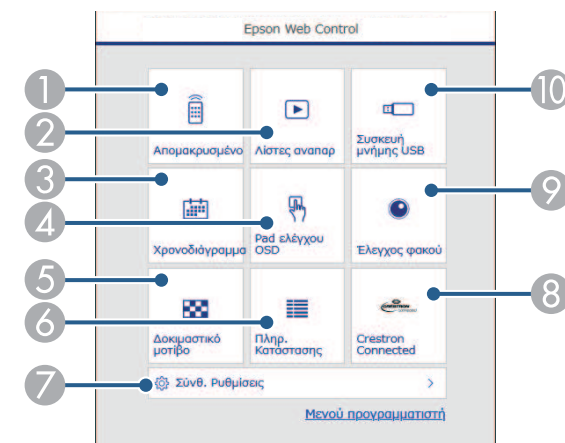 Epson Web Control
1
2
3
4
5
6
7
8
9
10
Απομακρυσμένο
Λίστες αναπαρ
Συσκευή
μνήμης USB
Χρονοδιάγραμμα
Pad ελέγχου
OSD
Έλεγχος φακού
Δοκιμαστικό
μοτίβο
Πληρ.
Κατάστασης
CRESTRON
Crestron
Connected
Σύνθ. Ρυθμίσεις
Μενού προγραμματιστή